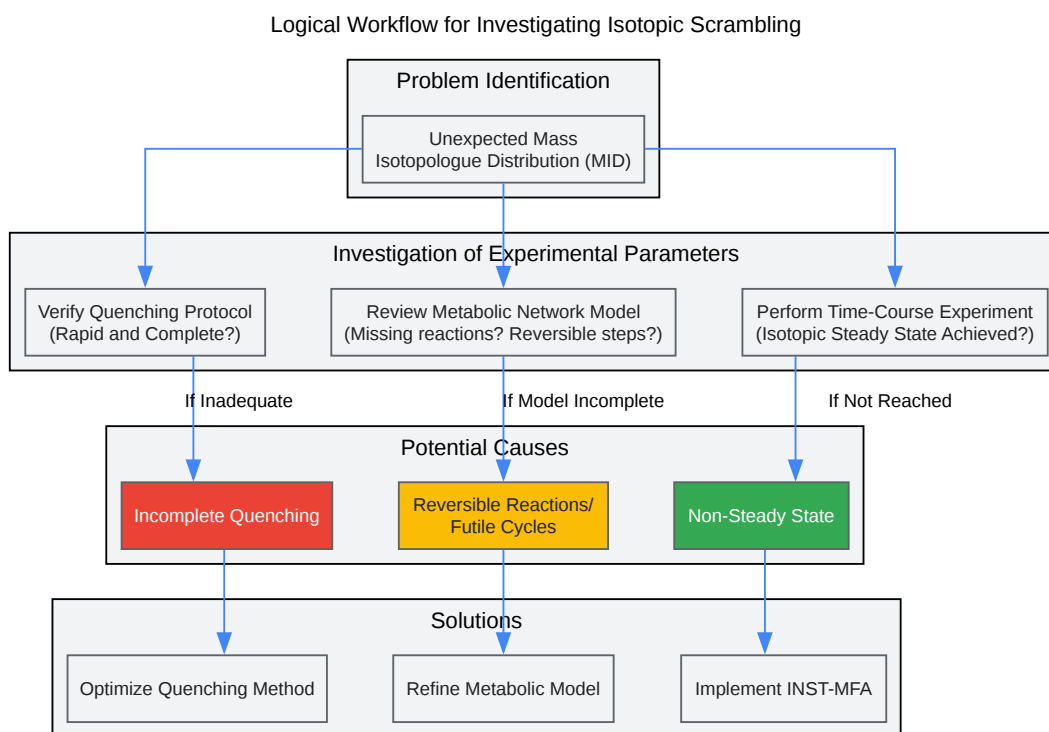 Logical Workflow for Investigating Isotopic Scrambling
Problem Identification
Unexpected Mass
Isotopologue Distribution (MID)
Investigation of Experimental Parameters
Verify Quenching Protocol
(Rapid and Complete?)
Review Metabolic Network Model
(Missing reactions? Reversible steps?)
Perform Time-Course Experiment
(Isotopic Steady State Achieved?)
If Inadequate
If Model Incomplete
If Not Reached
Potential Causes
Incomplete Quenching
Reversible Reactions/
Futile Cycles
Non-Steady State
Solutions
Optimize Quenching Method
Refine Metabolic Model
Implement INST-MFA